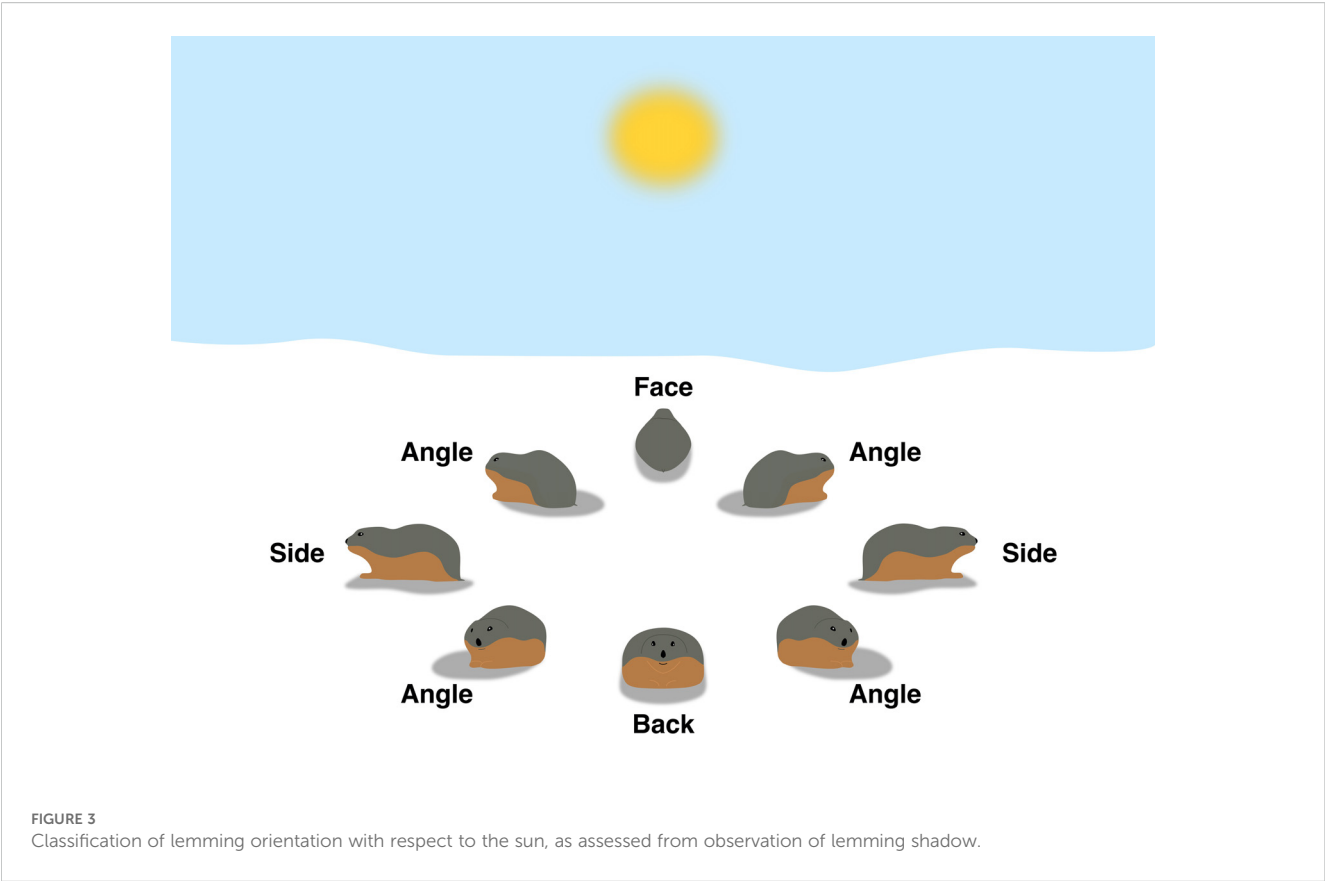 Face
Angle
Angle
Side
Side
Angle
Angle
Back
FIGURE 3
Classification of lemming orientation with respect to the sun, as assessed from observation of lemming shadow.